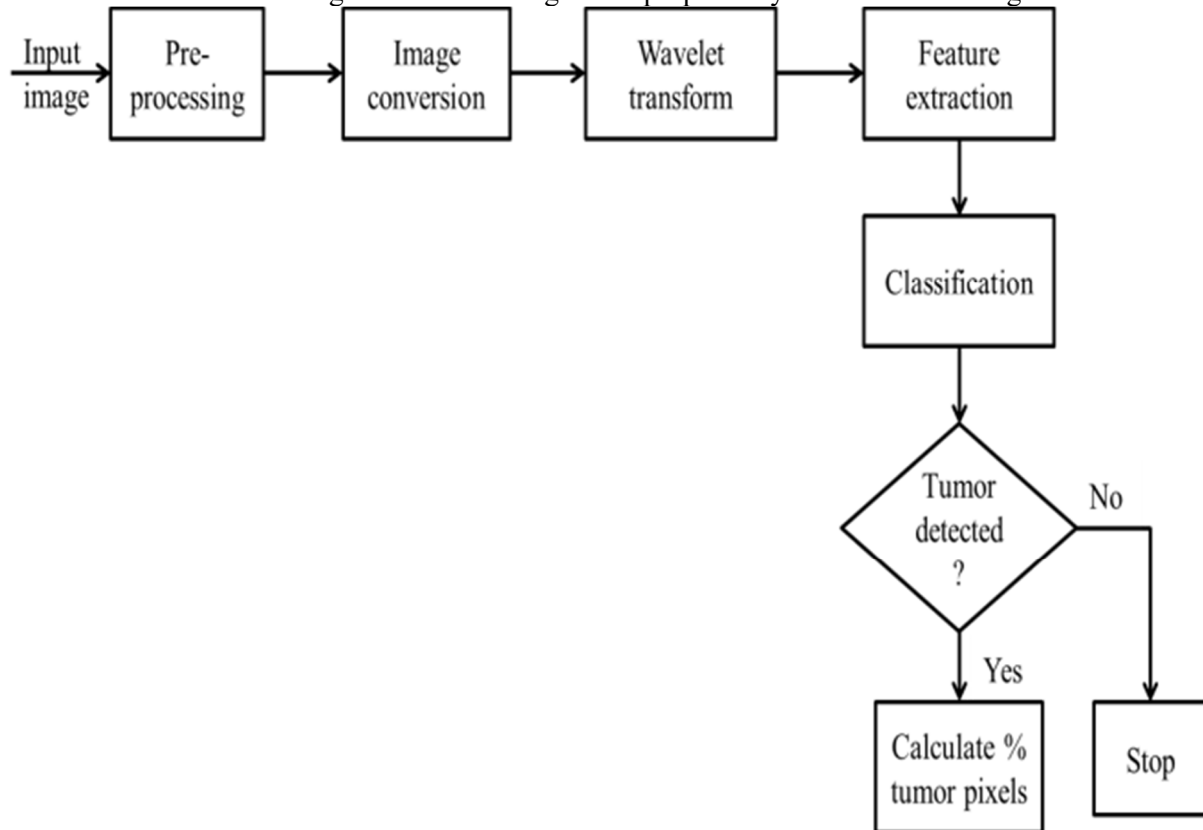 Input
image
Pre-
processing
Image
conversion
Wavelet
transform
Feature
extraction
Classification
Tumor
detected
?
No
Yes
Calculate %
tumor pixels
Stop